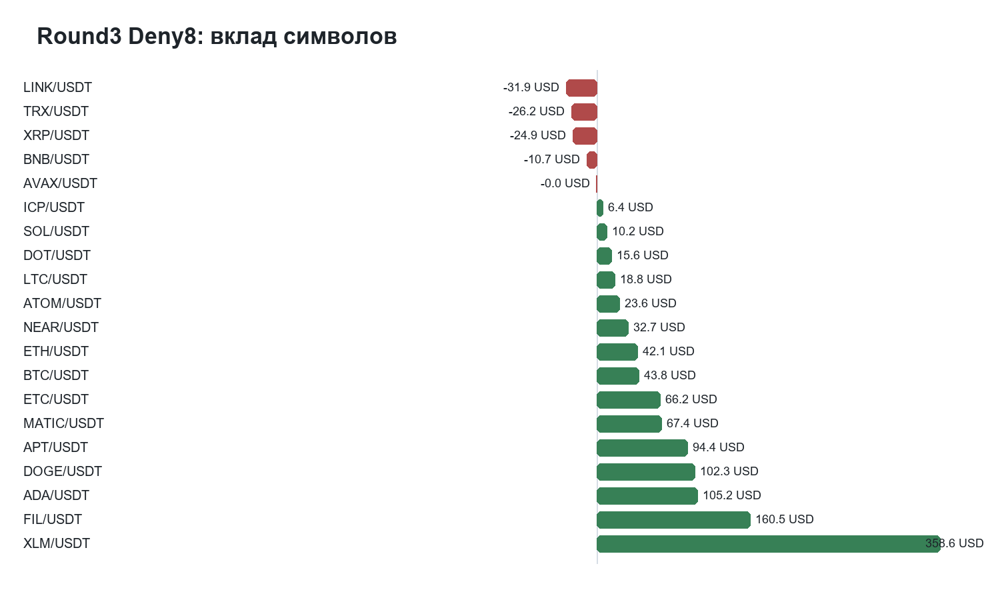 Round3 Deny8: вклад символов
LINK/USDT -31.9 USD
TRX/USDT -26.2 USD
XRP/USDT -24.9 USD
BNB/USDT -10.7 USD
AVAX/USDT -0.0 USD
ICP/USDT 6.4 USD
SOL/USDT 10.2 USD
DOT/USDT 15.6 USD
LTC/USDT 18.8 USD
ATOM/USDT 23.6 USD
NEAR/USDT 32.7 USD
ETH/USDT 42.1 USD
BTC/USDT 43.8 USD
ETC/USDT 66.2 USD
MATIC/USDT 67.4 USD
APT/USDT 94.4 USD
DOGE/USDT 102.3 USD
ADA/USDT 105.2 USD
FIL/USDT 160.5 USD
XLM/USDT 358.6 USD